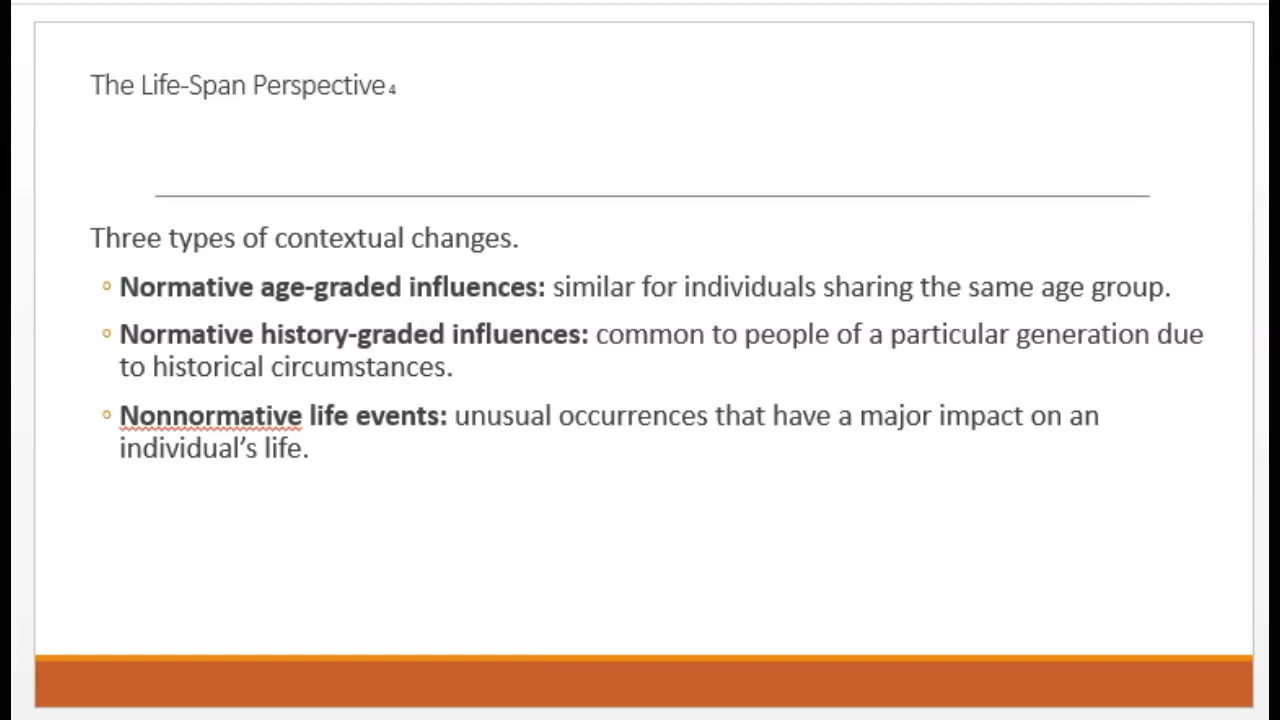 The Life-Span Perspective 4
Three types of contextual changes.
◦ Normative age-graded influences: similar for individuals sharing the same age group.
◦ Normative history-graded influences: common to people of a particular generation due
to historical circumstances.
◦ Nonnormative life events: unusual occurrences that have a major impact on an
individual’s life.